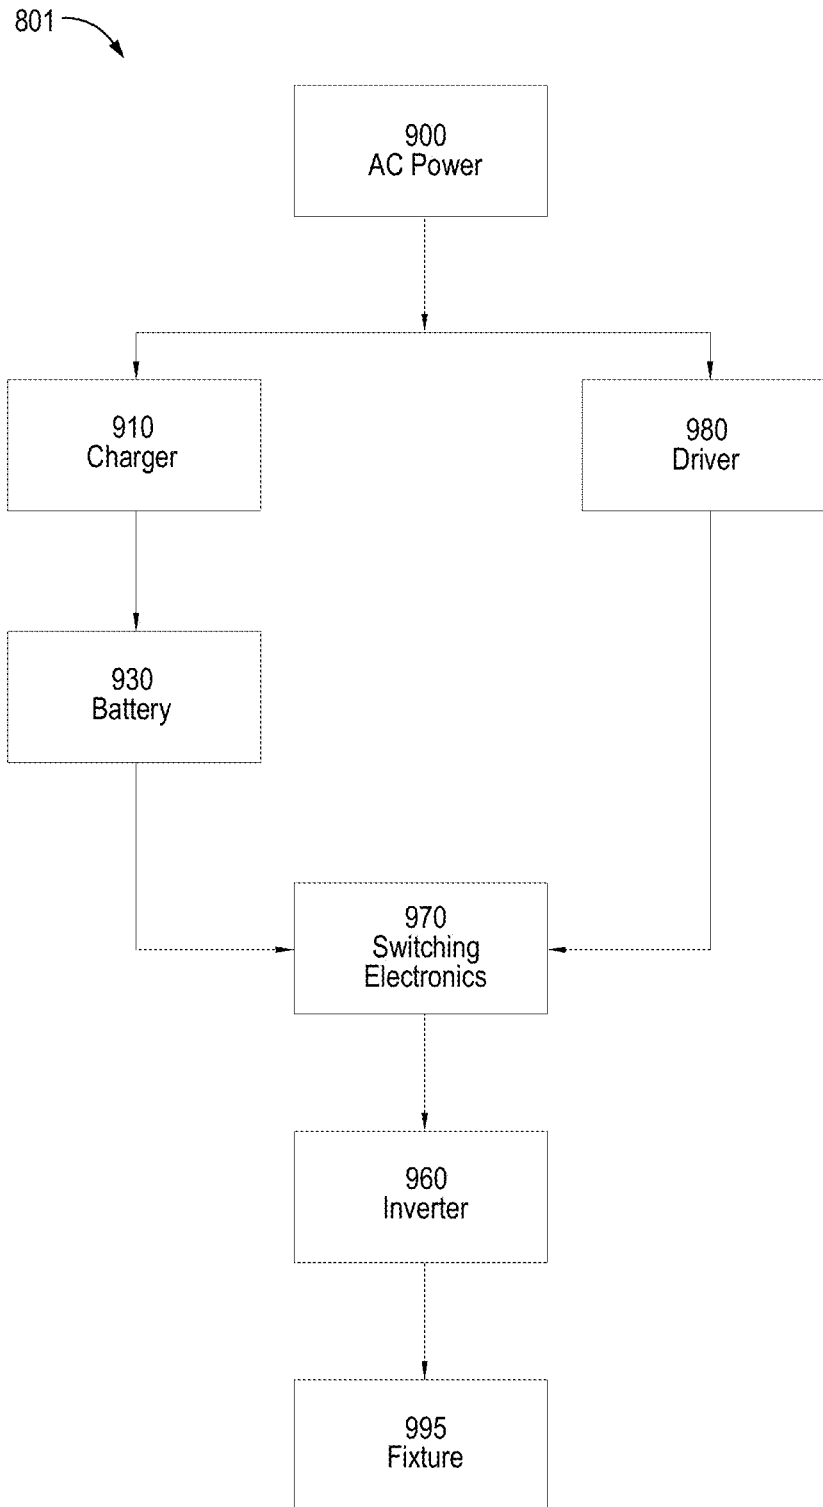 801
900
AC Power
910
Charger
980
Driver
930
Battery
970
Switching
Electronics
960
Inverter
995
Fixture